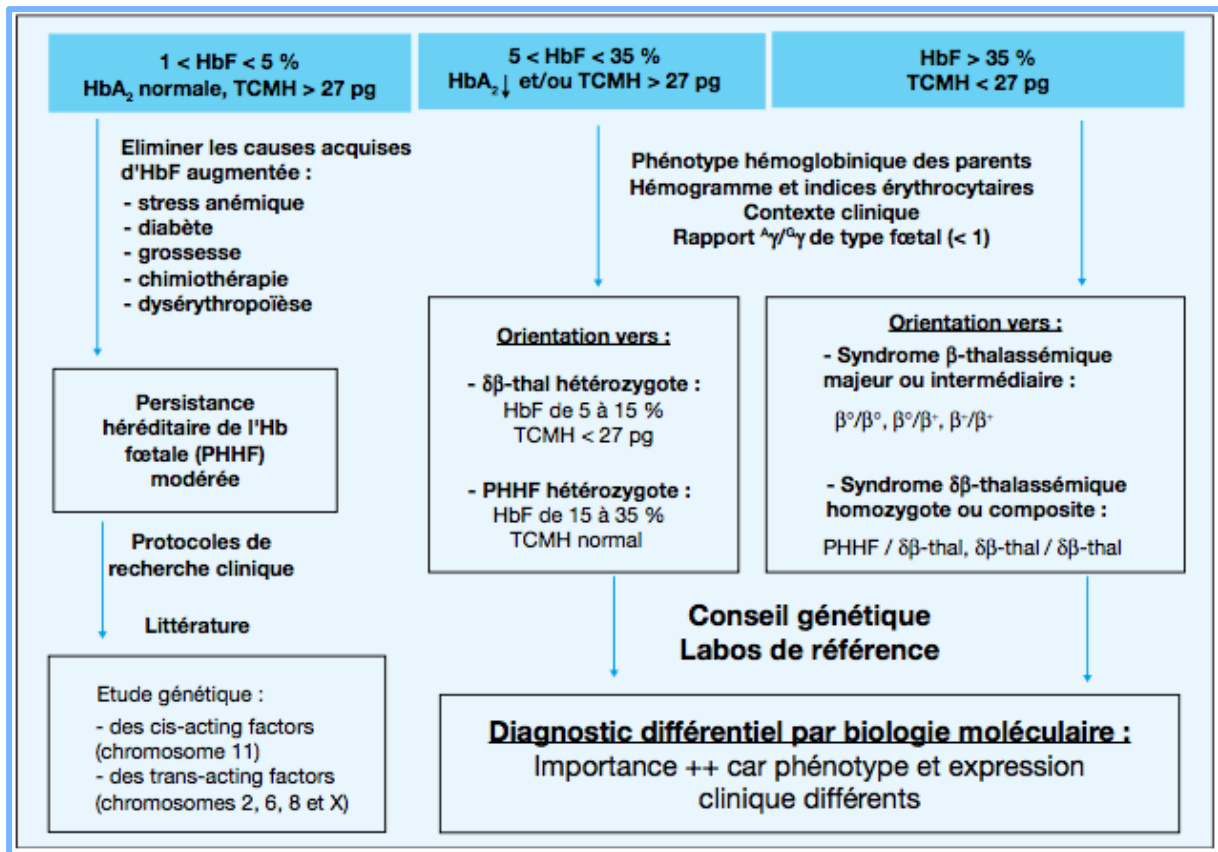 1 < HbF < 5 %
HbA₂ normale, TCMH > 27 pg
5 < HbF < 35 %
HbA₂↓ et/ou TCMH > 27 pg
HbF > 35 %
TCMH < 27 pg
Eliminer les causes acquises
d'HbF augmentée :
- stress anémique
- diabète
- grossesse
- chimiothérapie
- dysérythropoïèse
Phénotype hémoglobinique des parents
Hémogramme et indices érythrocytaires
Contexte clinique
Rapport ᴬγ/ᴳγ de type fœtal (< 1)
Persistance
héréditaire de l'Hb
fœtale (PHHF)
modérée
Orientation vers :
- δβ-thal hétérozygote :
HbF de 5 à 15 %
TCMH < 27 pg
- PHHF hétérozygote :
HbF de 15 à 35 %
TCMH normal
Orientation vers :
- Syndrome β-thalassémique
majeur ou intermédiaire :
β°/β°, β°/β⁺, β⁺/β⁺
- Syndrome δβ-thalassémique
homozygote ou composite :
PHHF / δβ-thal, δβ-thal / δβ-thal
Protocoles de
recherche clinique
Littérature
Conseil génétique
Labos de référence
Etude génétique :
- des cis-acting factors
(chromosome 11)
- des trans-acting factors
(chromosomes 2, 6, 8 et X)
Diagnostic différentiel par biologie moléculaire :
Importance ++ car phénotype et expression
clinique différents